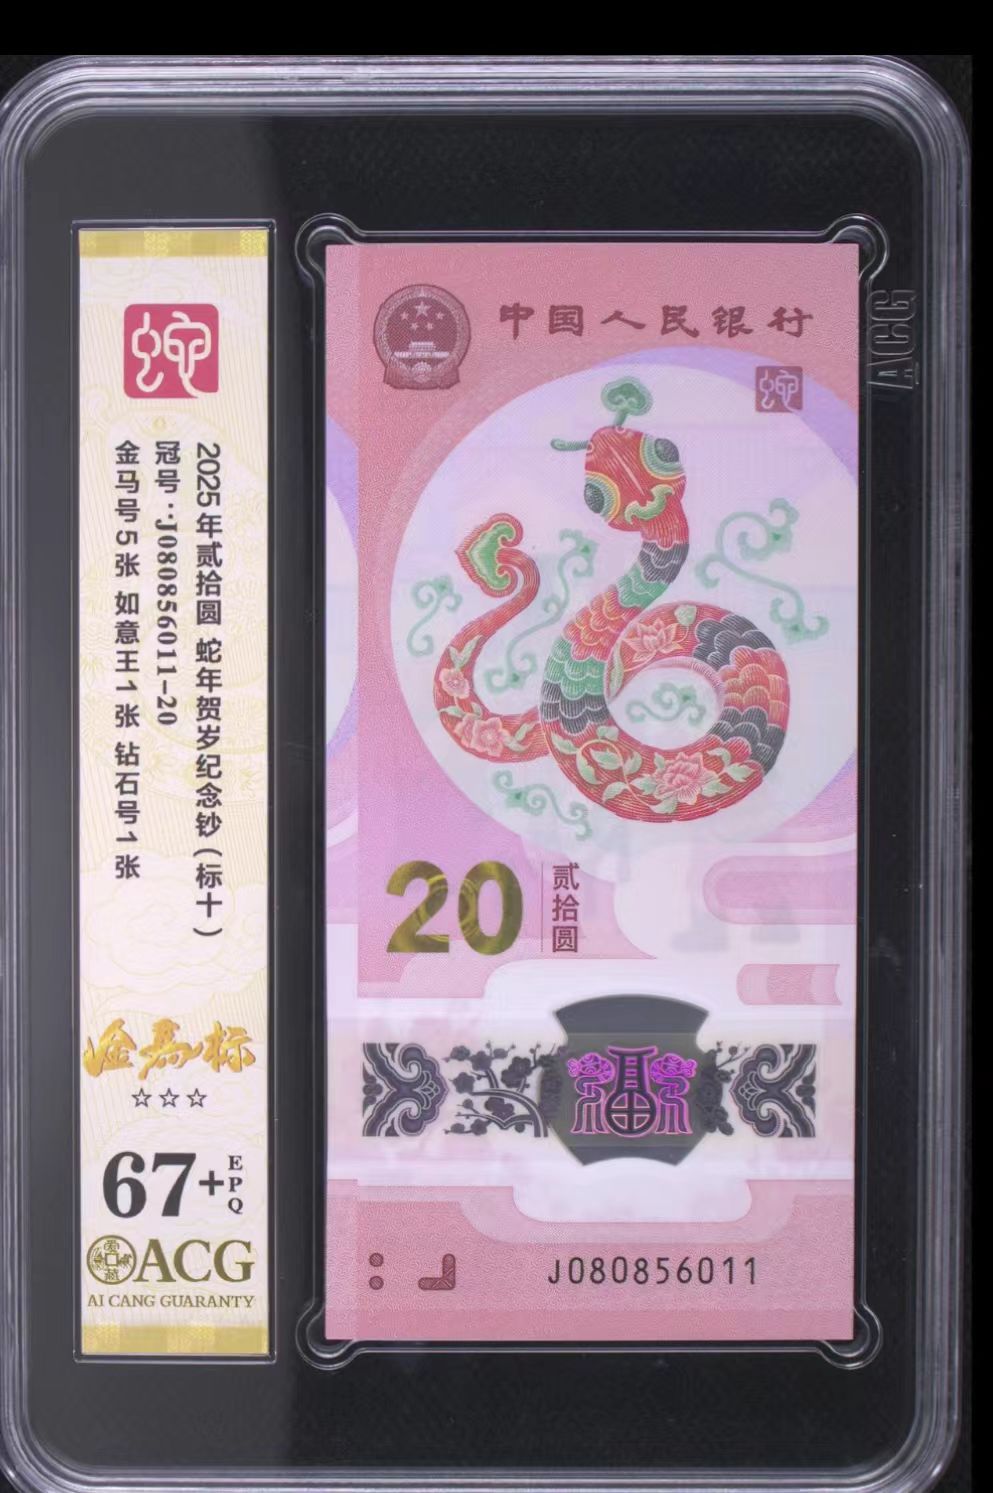 蛇
2025年贰拾圆 蛇年贺岁纪念钞（标十）
冠号：J080856011-20
金马号5张 如意王1张 钻石号1张
金马标
☆☆☆
67+EPQ
ACG
AI CANG GUARANTY
中国人民银行
蛇
20
贰拾圆
J080856011
ACG